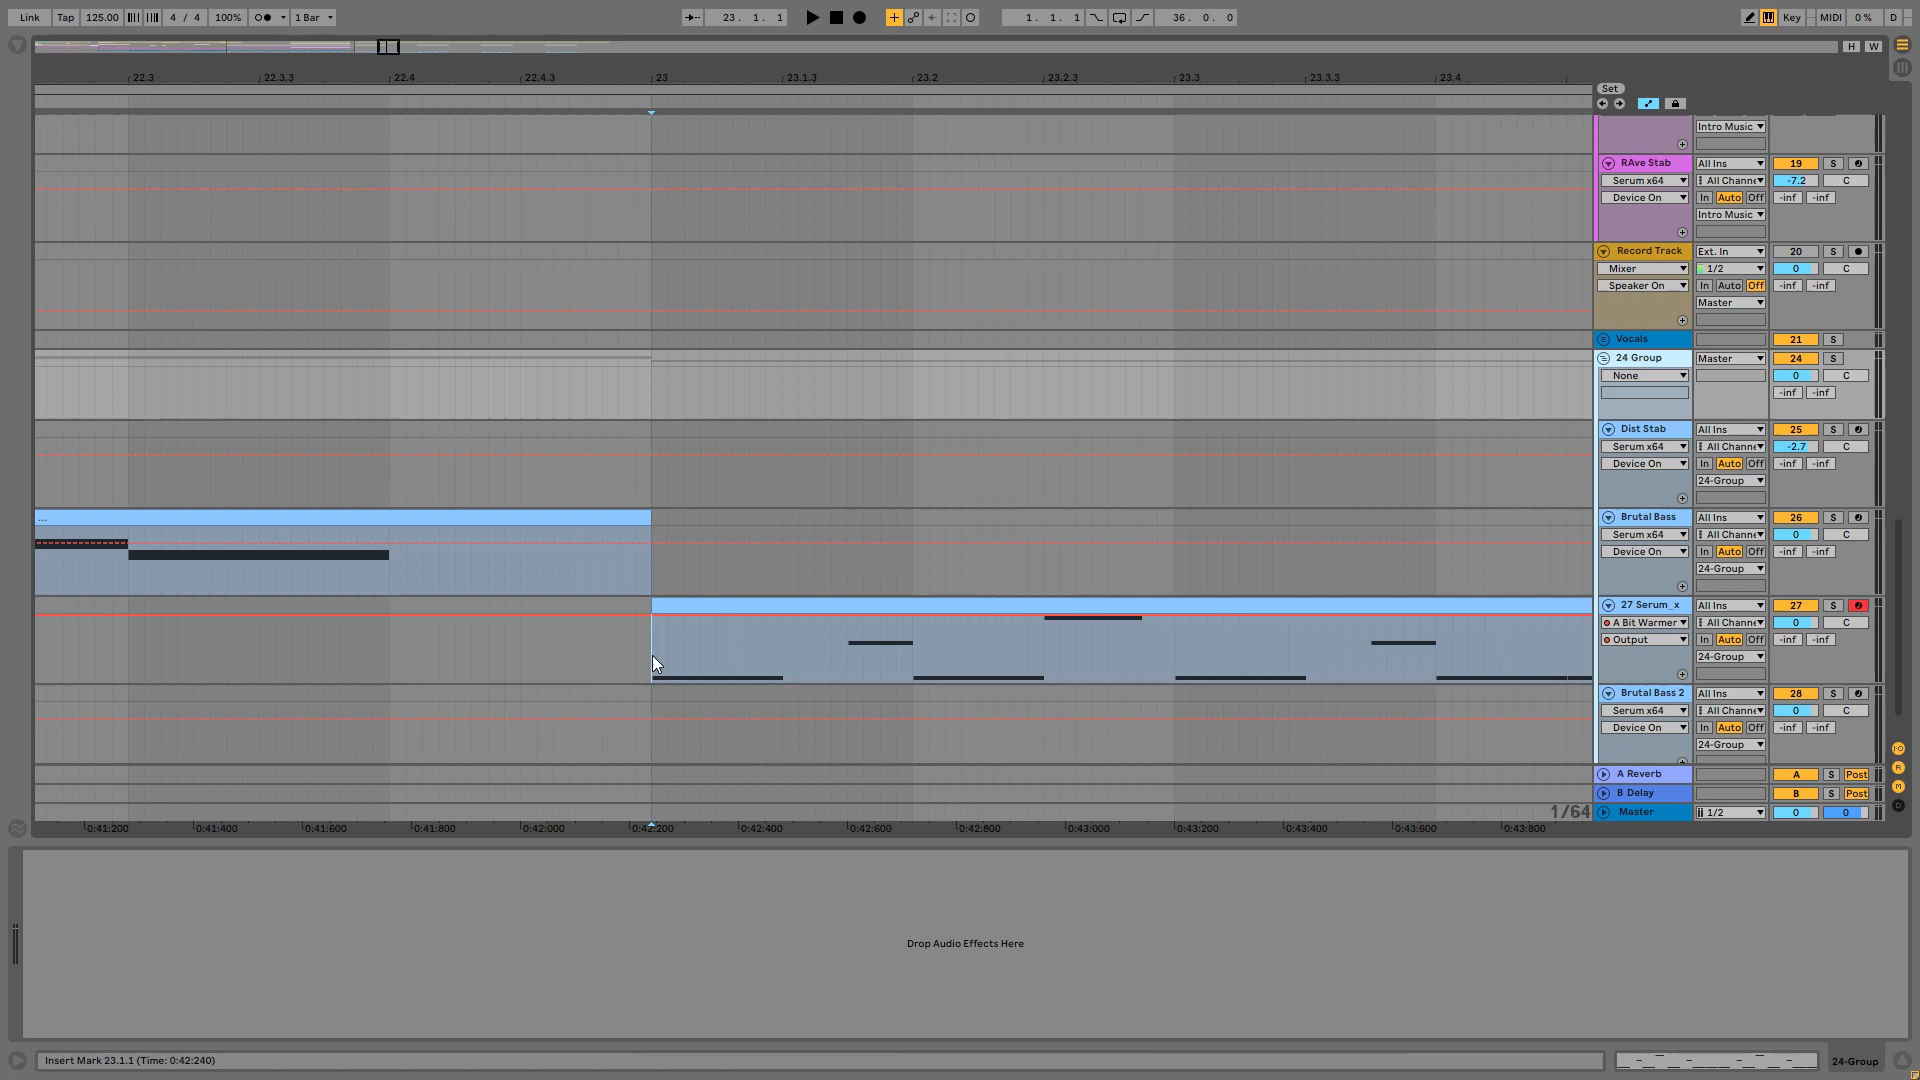 Link Tap 125.00 4 / 4 100% 1 Bar 23. 1. 1 1. 1. 1 36. 0. 0 Key MIDI 0 % D
H W
22.3 22.3.3 22.4 22.4.3 23 23.1.3 23.2 23.2.3 23.3 23.3.3 23.4
Set
Intro Music
RAve Stab All Ins 19 S
Serum x64 All Channe -7.2 C
Device On In Auto Off -inf -inf
Intro Music
Record Track Ext. In 20 S
Mixer 1/2 0 C
Speaker On In Auto Off -inf -inf
Master
Vocals 21 S
24 Group Master 24 S
None 0 C
-inf -inf
Dist Stab All Ins 25 S
Serum x64 All Channe -2.7 C
Device On In Auto Off -inf -inf
24-Group
... Brutal Bass All Ins 26 S
Serum x64 All Channe 0 C
Device On In Auto Off -inf -inf
24-Group
27 Serum_x All Ins 27 S
A Bit Warmer All Channe 0 C
Output In Auto Off -inf -inf
24-Group
Brutal Bass 2 All Ins 28 S
Serum x64 All Channe 0 C
Device On In Auto Off -inf -inf
24-Group
A Reverb A S Post
B Delay B S Post
1/64 Master 1/2 0 0
0:41:200 0:41:400 0:41:600 0:41:800 0:42:000 0:42:200 0:42:400 0:42:600 0:42:800 0:43:000 0:43:200 0:43:400 0:43:600 0:43:800
I·O
R
M
D
Drop Audio Effects Here
Insert Mark 23.1.1 (Time: 0:42:240) 24-Group